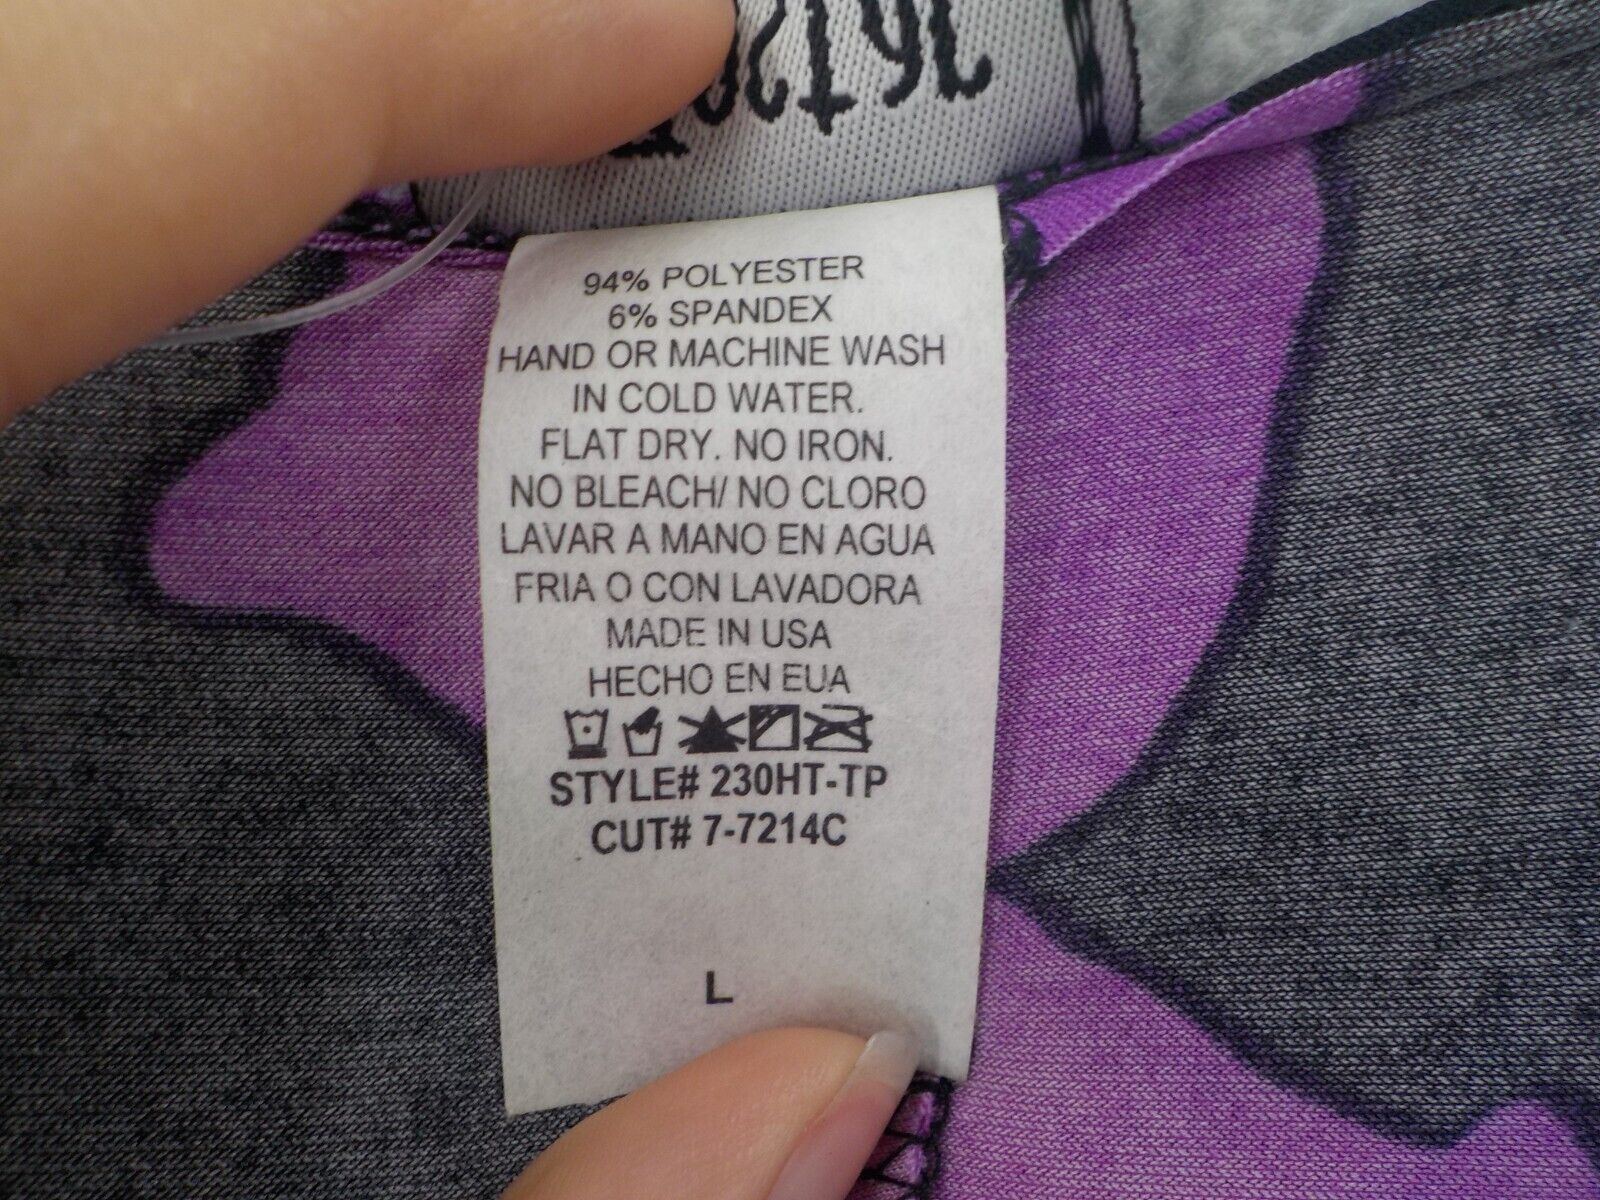 94% POLYESTER
6% SPANDEX
HAND OR MACHINE WASH
IN COLD WATER.
FLAT DRY. NO IRON.
NO BLEACH/ NO CLORO
LAVAR A MANO EN AGUA
FRIA O CON LAVADORA
MADE IN USA
HECHO EN EUA
STYLE# 230HT-TP
CUT# 7-7214C
L